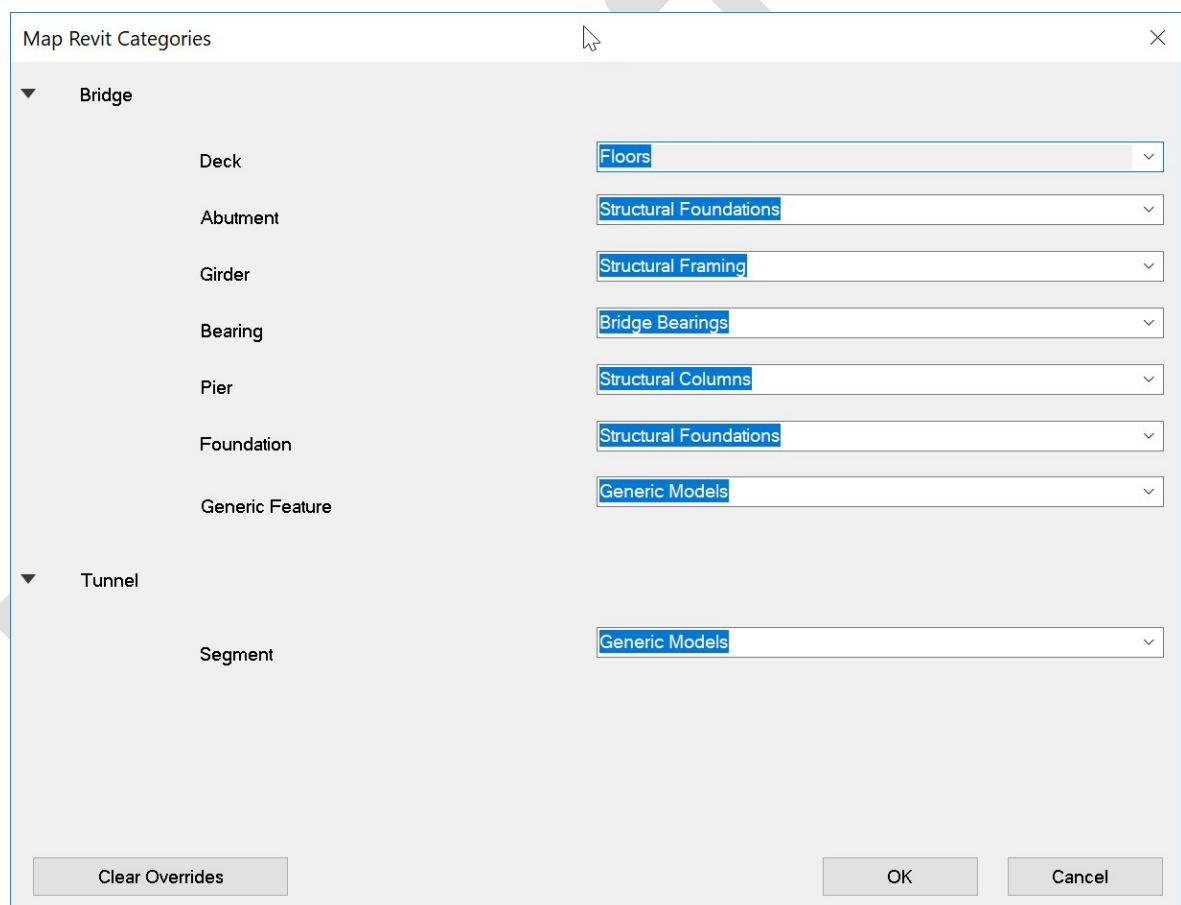 Map Revit Categories
Bridge
Deck Floors
Abutment Structural Foundations
Girder Structural Framing
Bearing Bridge Bearings
Pier Structural Columns
Foundation Structural Foundations
Generic Feature Generic Models
Tunnel
Segment Generic Models
Clear Overrides OK Cancel